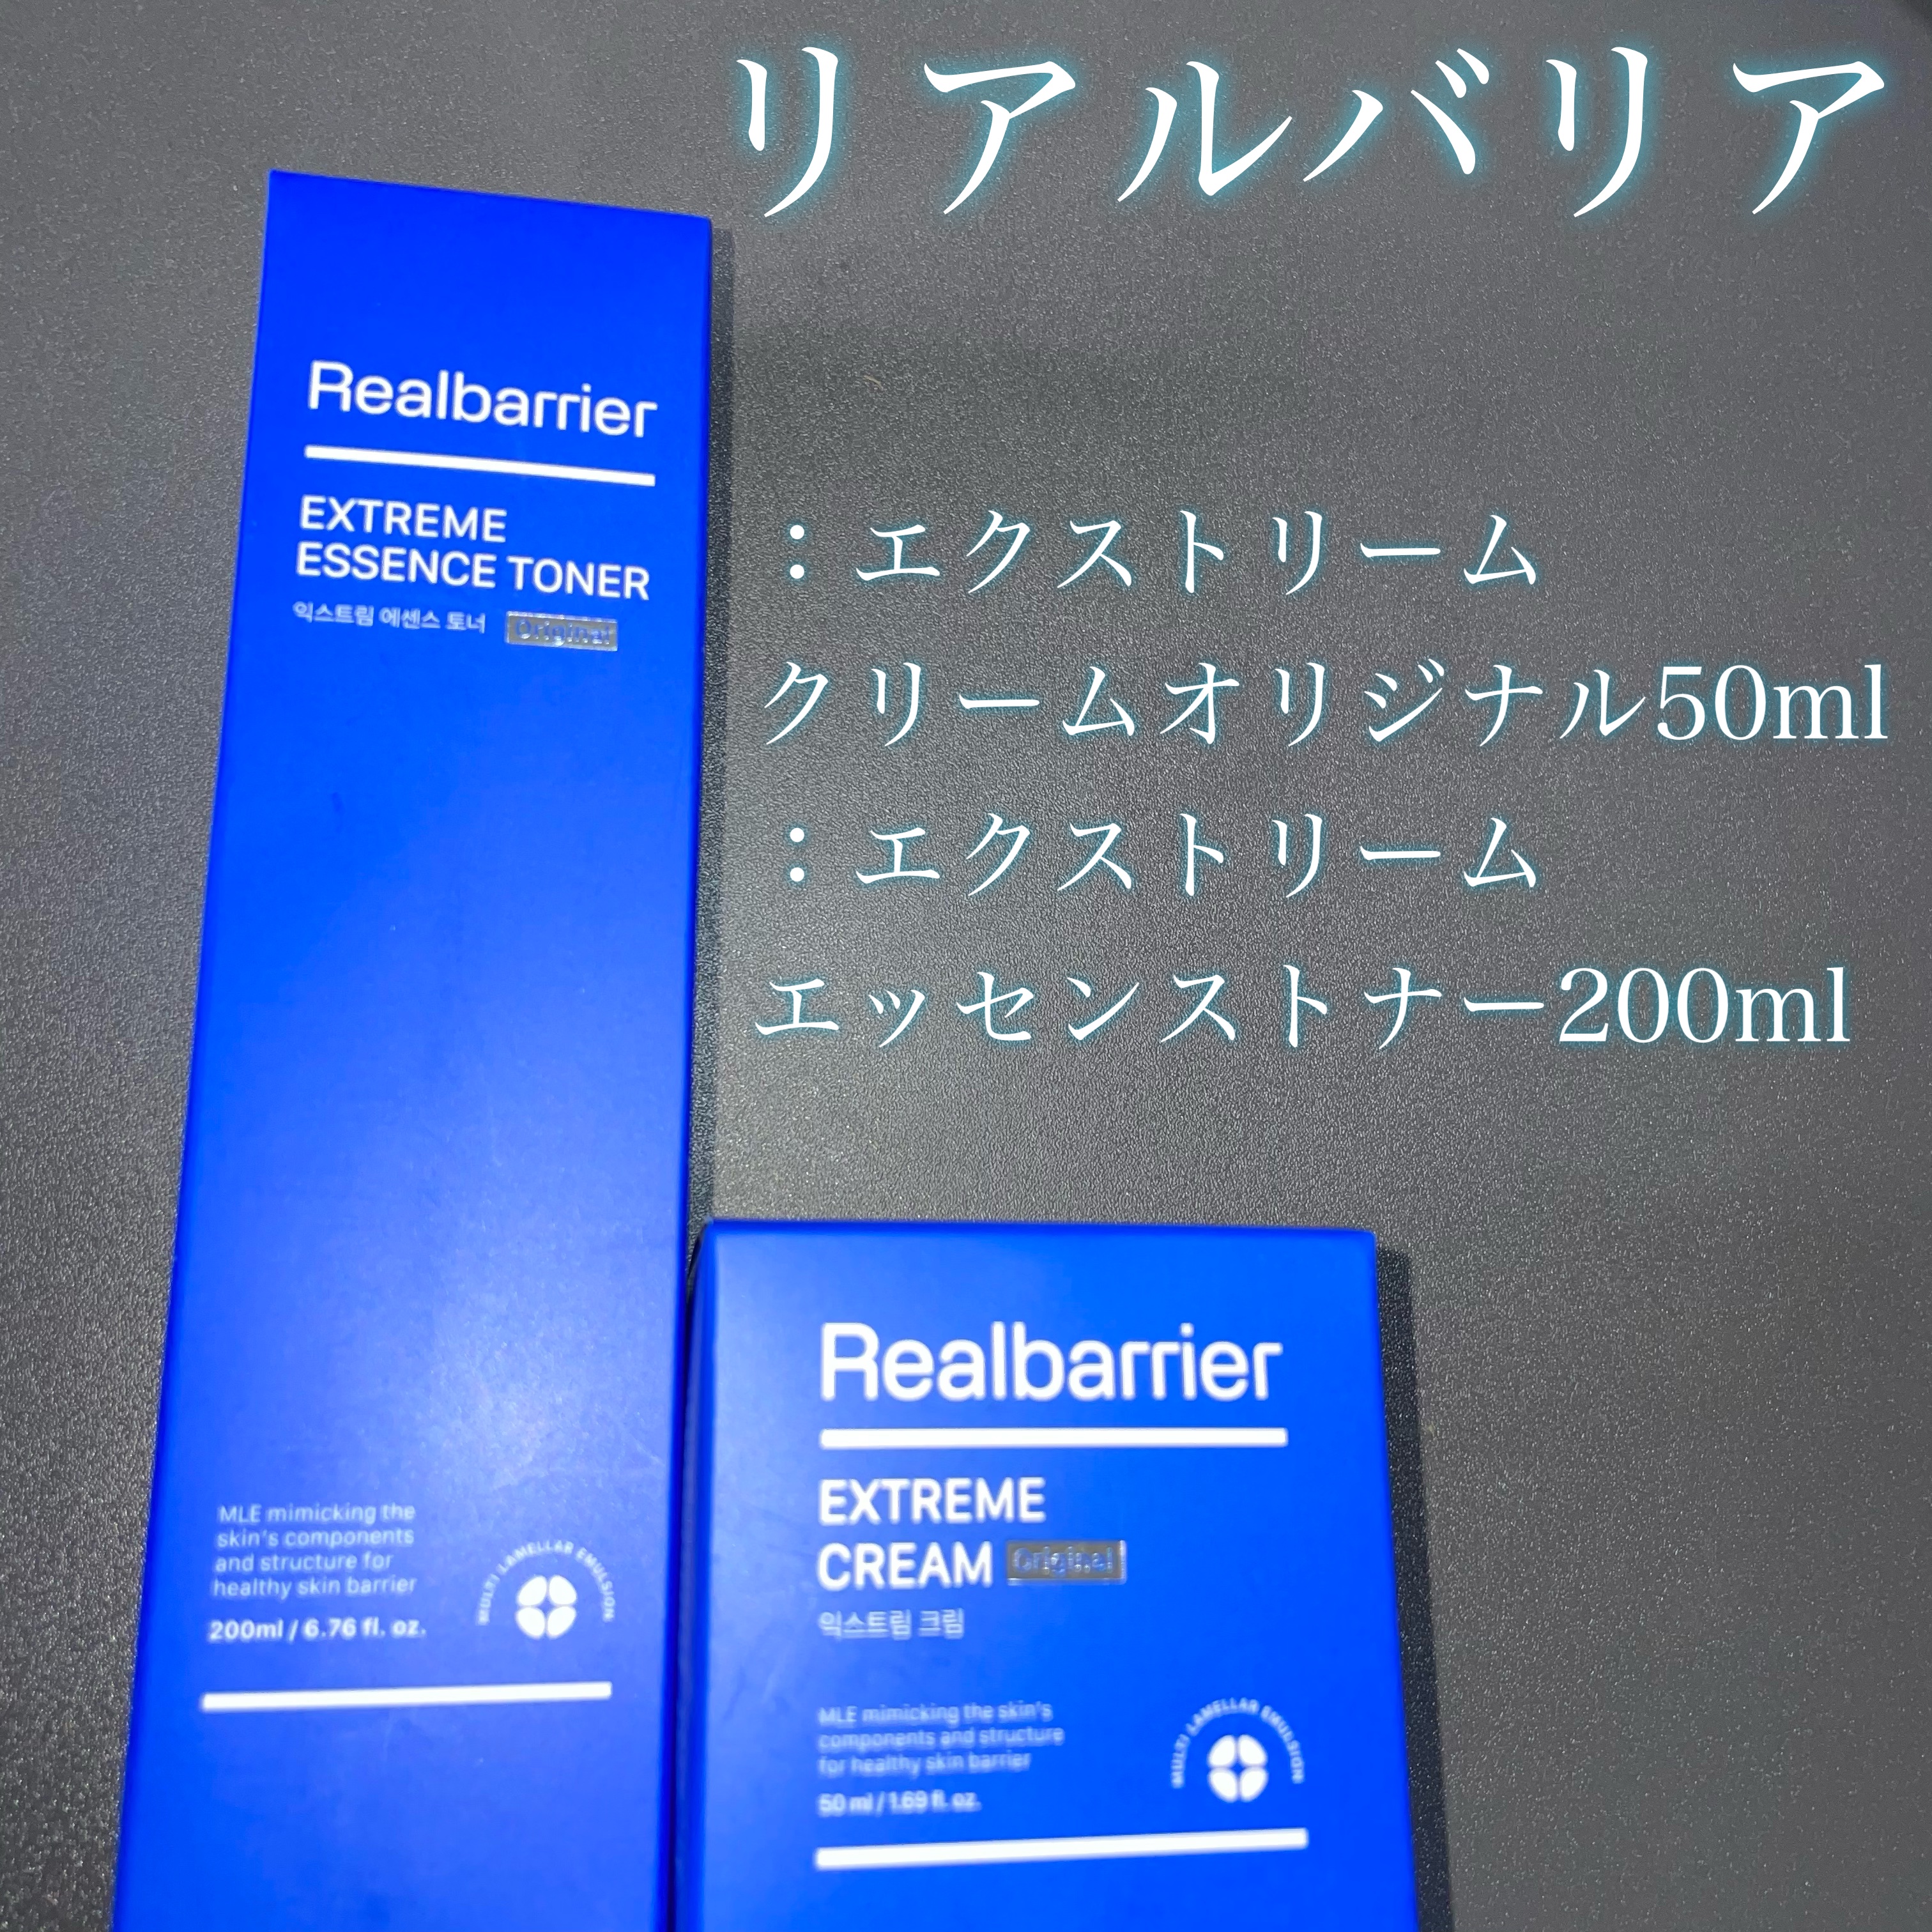 リアルバリア
：エクストリーム
クリームオリジナル50ml
：エクストリーム
エッセンストナー200ml
Realbarrier
EXTREME
ESSENCE TONER
익스트림 에센스 토너 Original
MLE mimicking the
skin's components
and structure for
healthy skin barrier
200ml / 6.76 fl. oz.
MULTI LAMELLAR EMULSION
Realbarrier
EXTREME
CREAM Original
익스트림 크림
MLE mimicking the skin's
components and structure
for healthy skin barrier
50 ml / 1.69 fl. oz.
MULTI LAMELLAR EMULSION